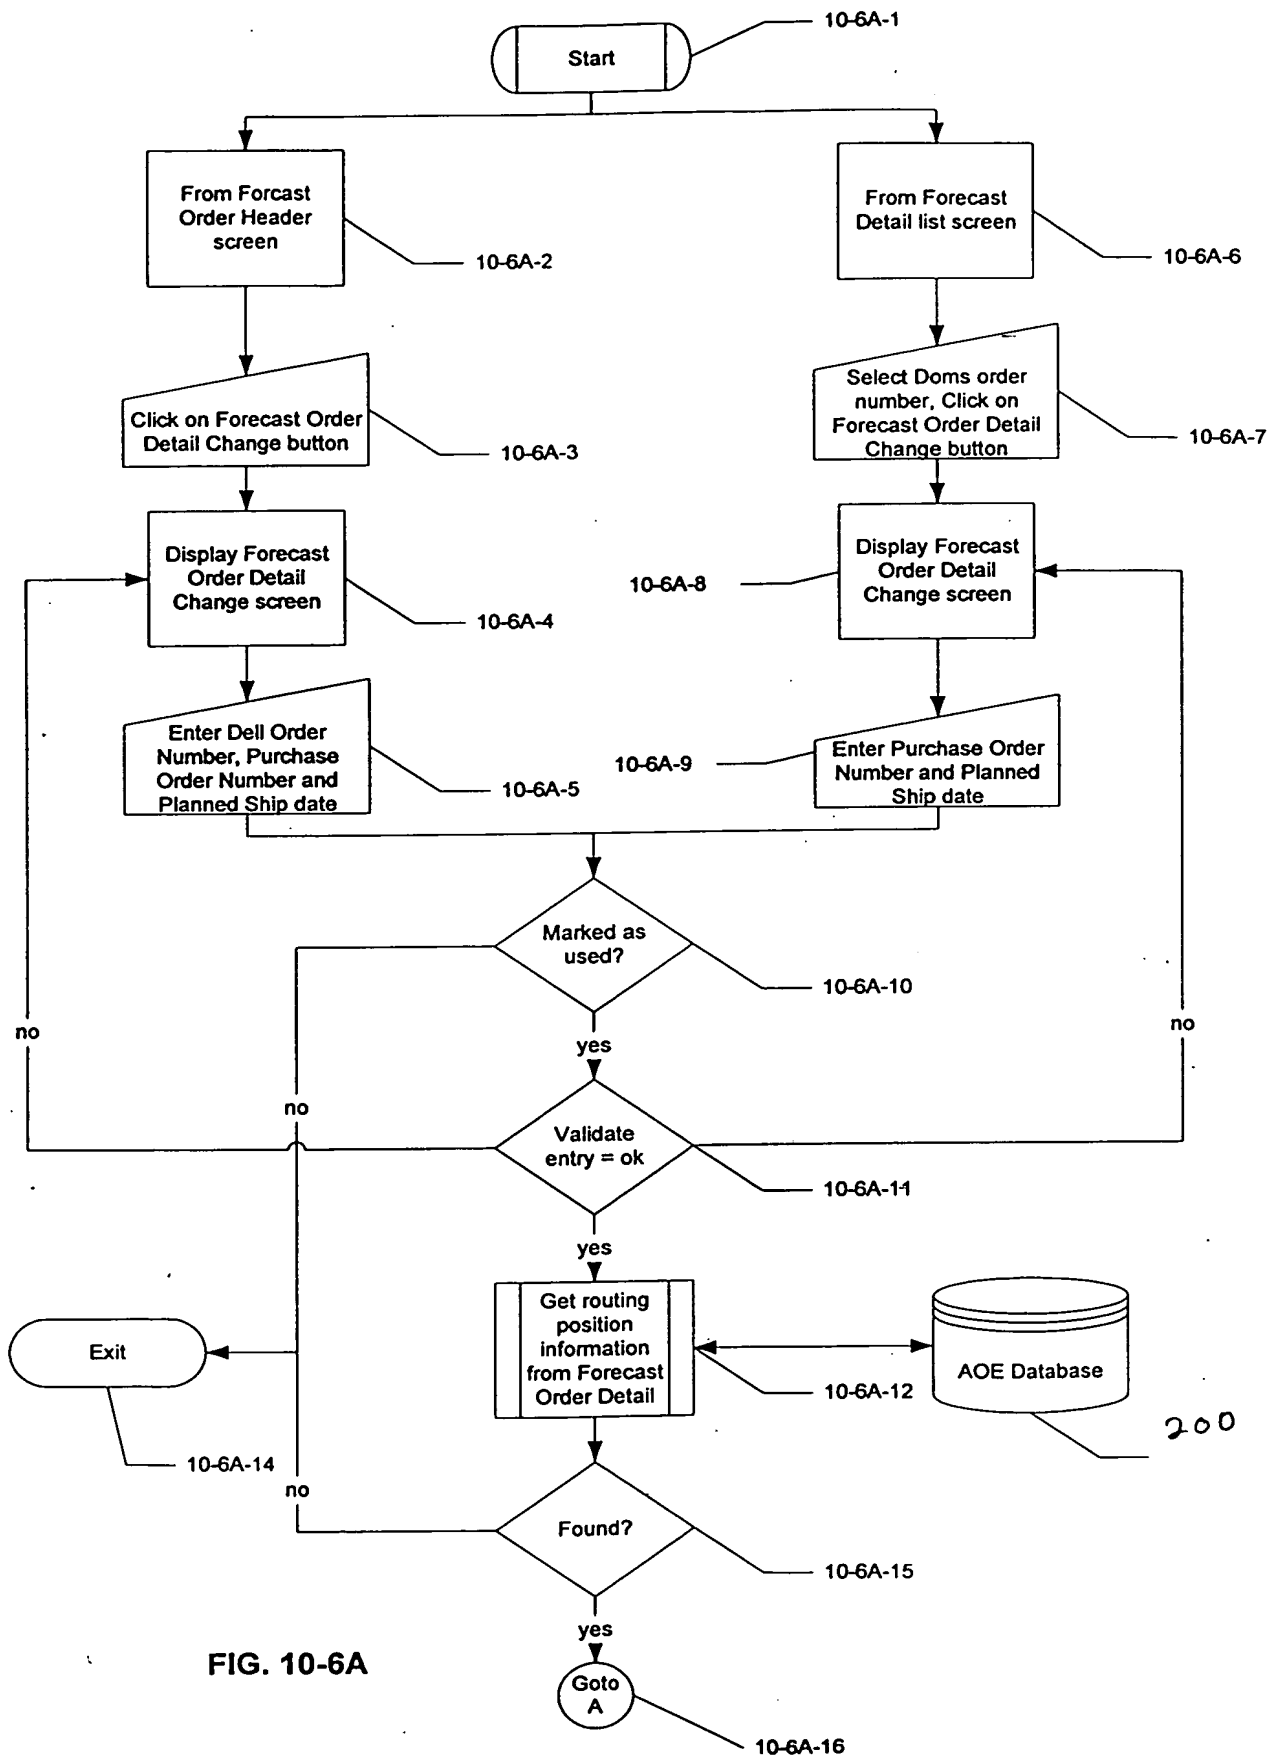 10-6A-1
Start
From Forcast
Order Header
screen
10-6A-2
From Forecast
Detail list screen
10-6A-6
Click on Forecast Order
Detail Change button
10-6A-3
Select Doms order
number, Click on
Forecast Order Detail
Change button
10-6A-7
Display Forecast
Order Detail
Change screen
10-6A-4
10-6A-8
Display Forecast
Order Detail
Change screen
Enter Dell Order
Number, Purchase
Order Number and
Planned Ship date
10-6A-5
10-6A-9
Enter Purchase Order
Number and Planned
Ship date
Marked as
used?
10-6A-10
no
yes
no
no
Validate
entry = ok
10-6A-11
yes
Exit
10-6A-14
Get routing
position
information
from Forecast
Order Detail
10-6A-12
AOE Database
200
no
Found?
10-6A-15
yes
FIG. 10-6A
Goto
A
10-6A-16